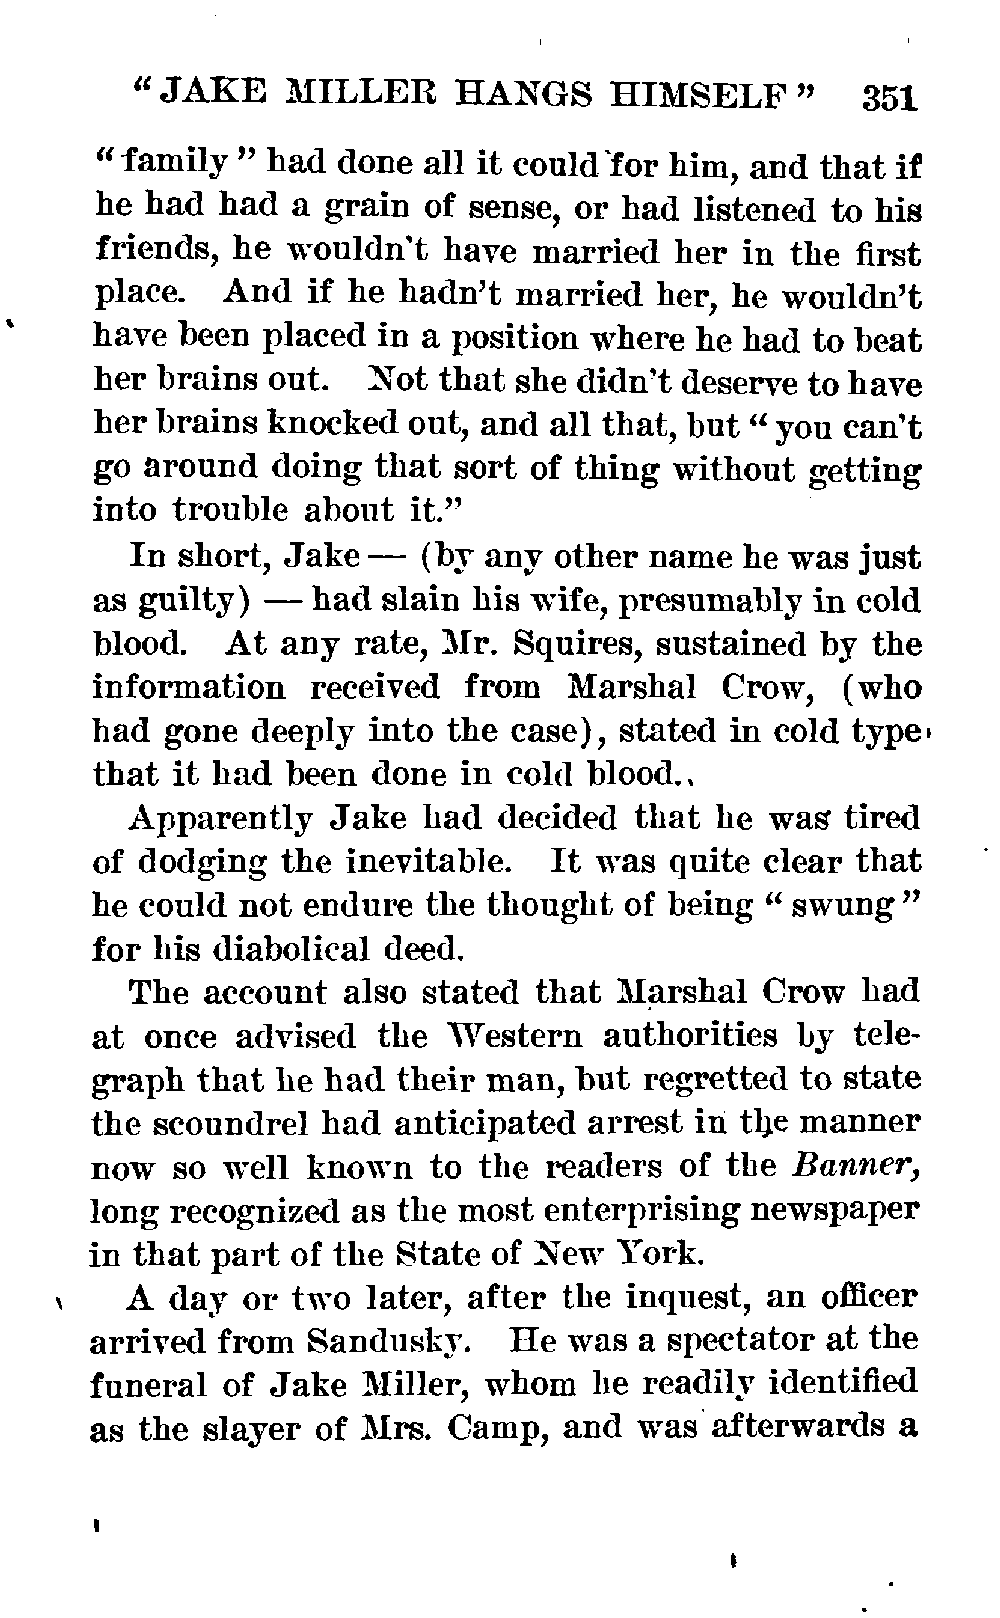 "JAKE MILLER HANGS HIMSELF" 351
"family" had done all it could for him, and that if
he had had a grain of sense, or had listened to his
friends, he wouldn't have married her in the first
place. And if he hadn't married her, he wouldn't
have been placed in a position where he had to beat
her brains out. Not that she didn't deserve to have
her brains knocked out, and all that, but "you can't
go around doing that sort of thing without getting
into trouble about it."
In short, Jake — (by any other name he was just
as guilty) — had slain his wife, presumably in cold
blood. At any rate, Mr. Squires, sustained by the
information received from Marshal Crow, (who
had gone deeply into the case), stated in cold type
that it had been done in cold blood.
Apparently Jake had decided that he was tired
of dodging the inevitable. It was quite clear that
he could not endure the thought of being "swung"
for his diabolical deed.
The account also stated that Marshal Crow had
at once advised the Western authorities by tele-
graph that he had their man, but regretted to state
the scoundrel had anticipated arrest in the manner
now so well known to the readers of the Banner,
long recognized as the most enterprising newspaper
in that part of the State of New York.
A day or two later, after the inquest, an officer
arrived from Sandusky. He was a spectator at the
funeral of Jake Miller, whom he readily identified
as the slayer of Mrs. Camp, and was afterwards a